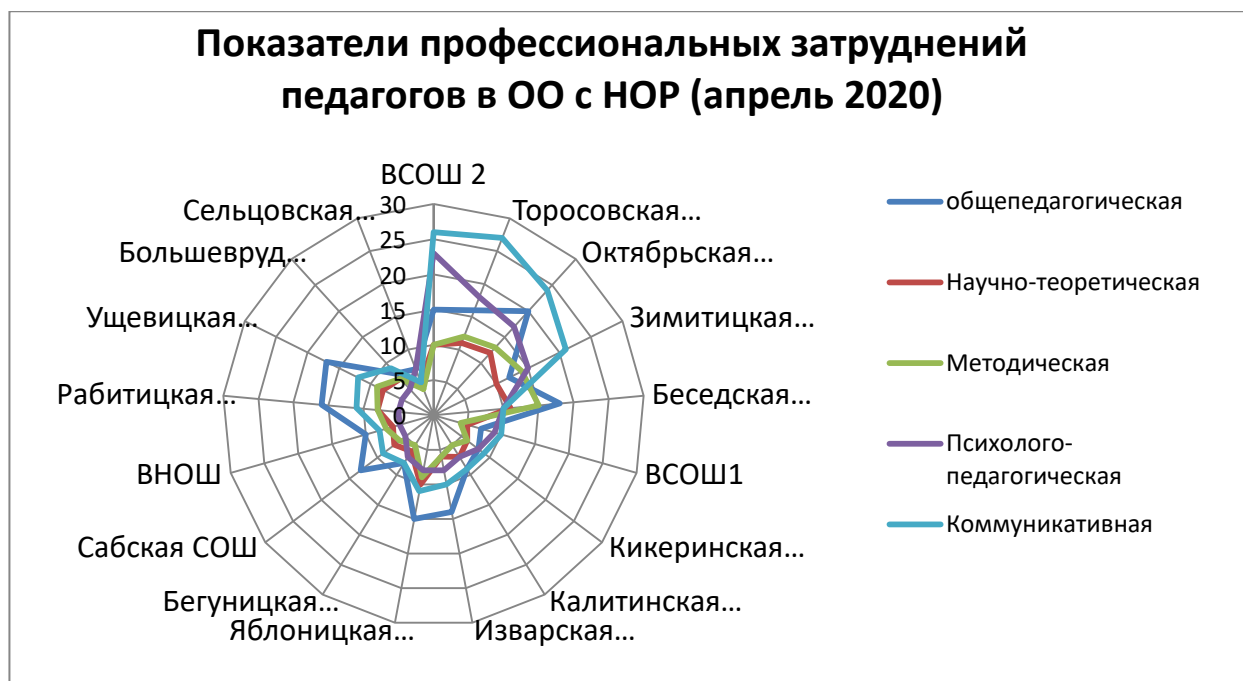 Показатели профессиональных затруднений
педагогов в ОО с НОР (апрель 2020)
ВСОШ 2
Торосовская...
Октябрьская...
Зимитицкая...
Беседская...
ВСОШ1
Кикеринская...
Калитинская...
Изварская...
Яблоницкая...
Бегуницкая...
Сабская СОШ
ВНОШ
Рабитицкая...
Ущевицкая...
Большевруд...
Сельцовская...
30
25
20
15
10
5
0
общепедагогическая
Научно-теоретическая
Методическая
Психолого-
педагогическая
Коммуникативная